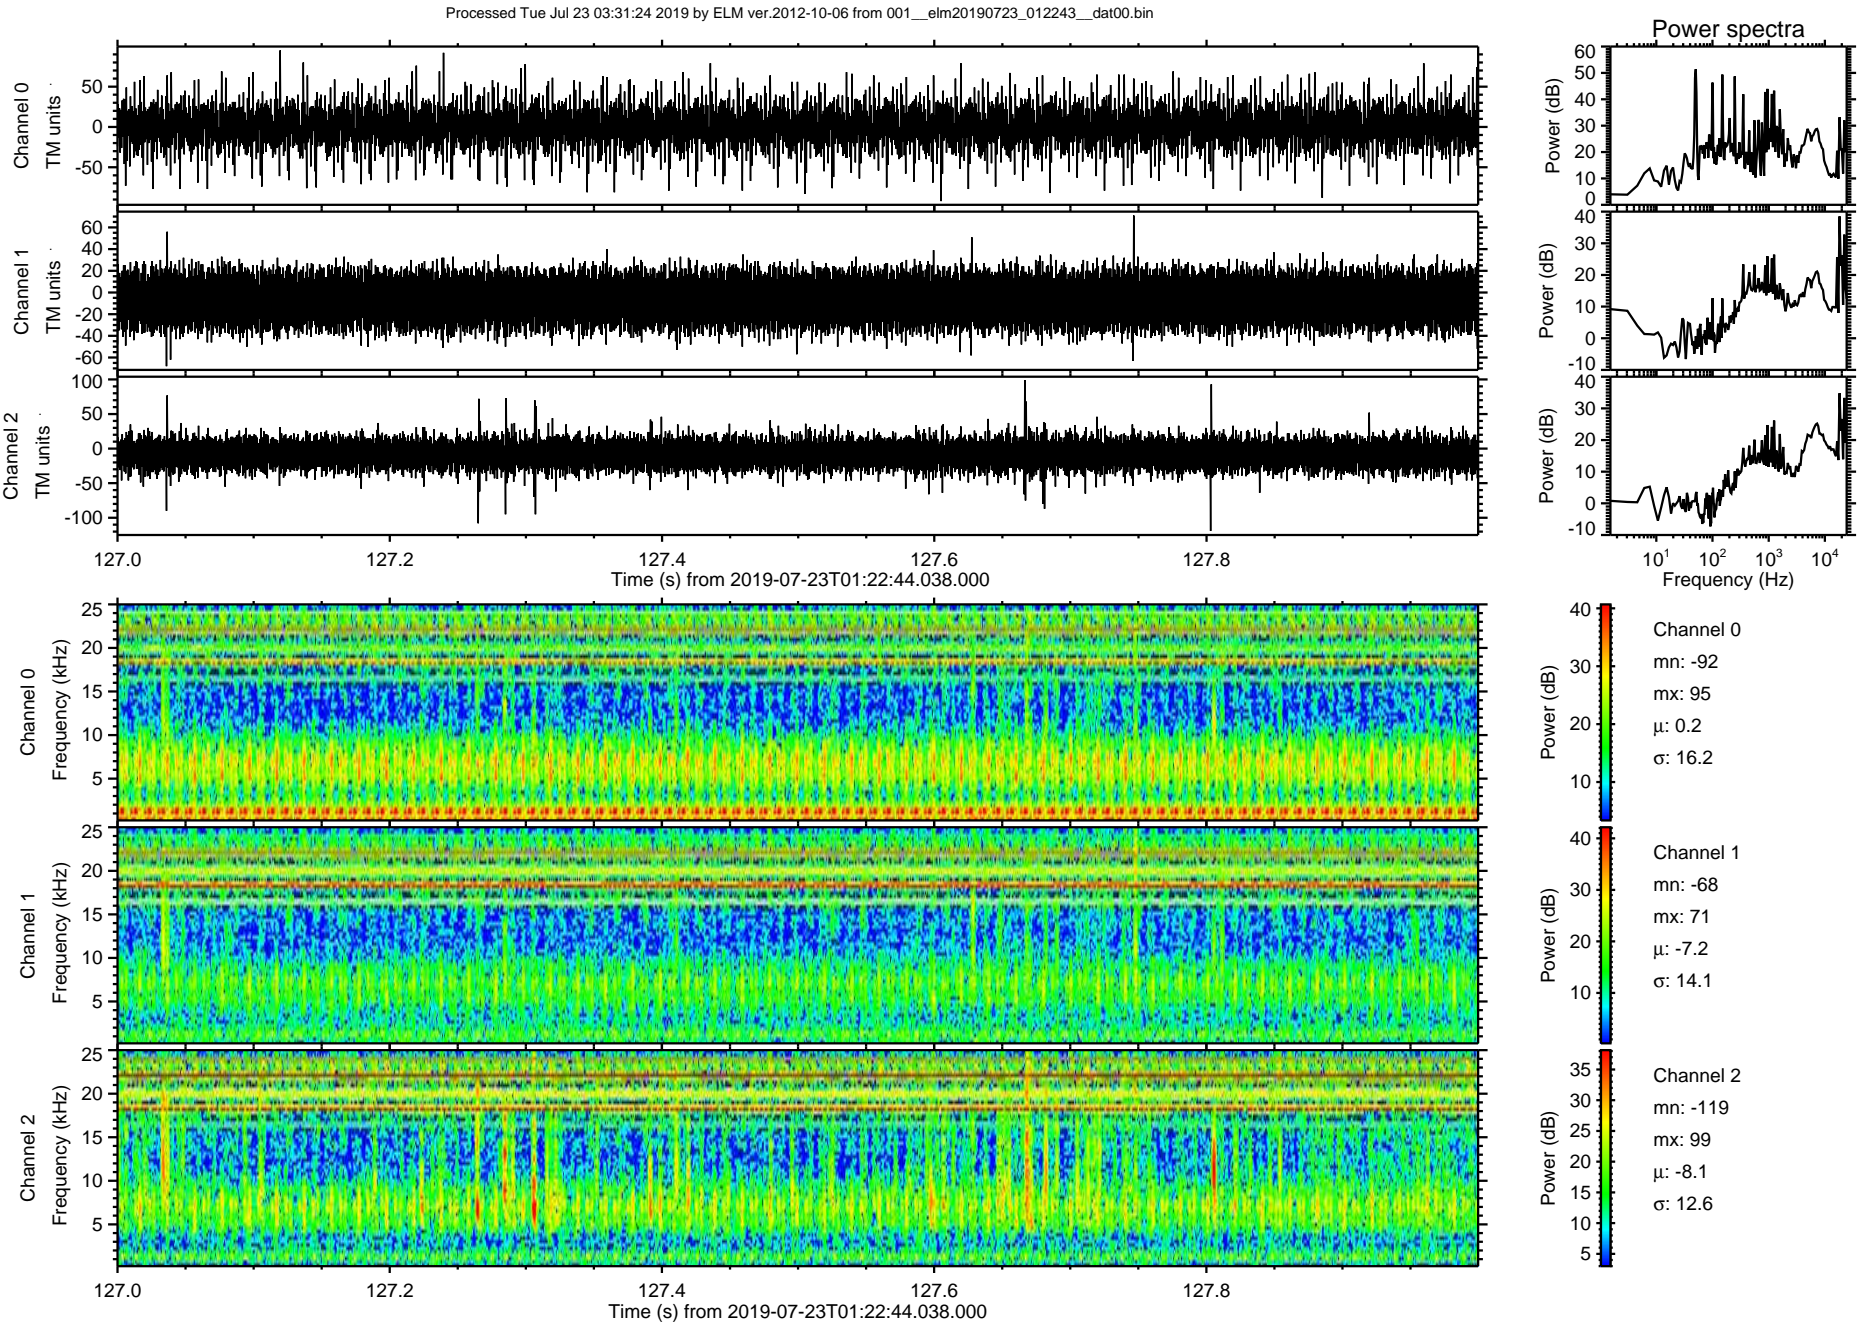 Processed Tue Jul 23 03:31:24 2019 by ELM ver.2012-10-06 from 001__elm20190723_012243__dat00.bin
Power spectra
Channel 0
TM units
50
0
-50
Power (dB)
60
50
40
30
20
10
0
Channel 1
TM units
60
40
20
0
-20
-40
-60
Power (dB)
40
30
20
10
0
-10
Channel 2
TM units
100
50
0
-50
-100
Power (dB)
40
30
20
10
0
-10
127.0 127.2 127.4 127.6 127.8
Time (s) from 2019-07-23T01:22:44.038.000
10¹ 10² 10³ 10⁴
Frequency (Hz)
Channel 0
Frequency (kHz)
25
20
15
10
5
Power (dB)
40
30
20
10
Channel 0
mn: -92
mx: 95
μ: 0.2
σ: 16.2
Channel 1
Frequency (kHz)
25
20
15
10
5
Power (dB)
40
30
20
10
Channel 1
mn: -68
mx: 71
μ: -7.2
σ: 14.1
Channel 2
Frequency (kHz)
25
20
15
10
5
Power (dB)
35
30
25
20
15
10
5
Channel 2
mn: -119
mx: 99
μ: -8.1
σ: 12.6
127.0 127.2 127.4 127.6 127.8
Time (s) from 2019-07-23T01:22:44.038.000